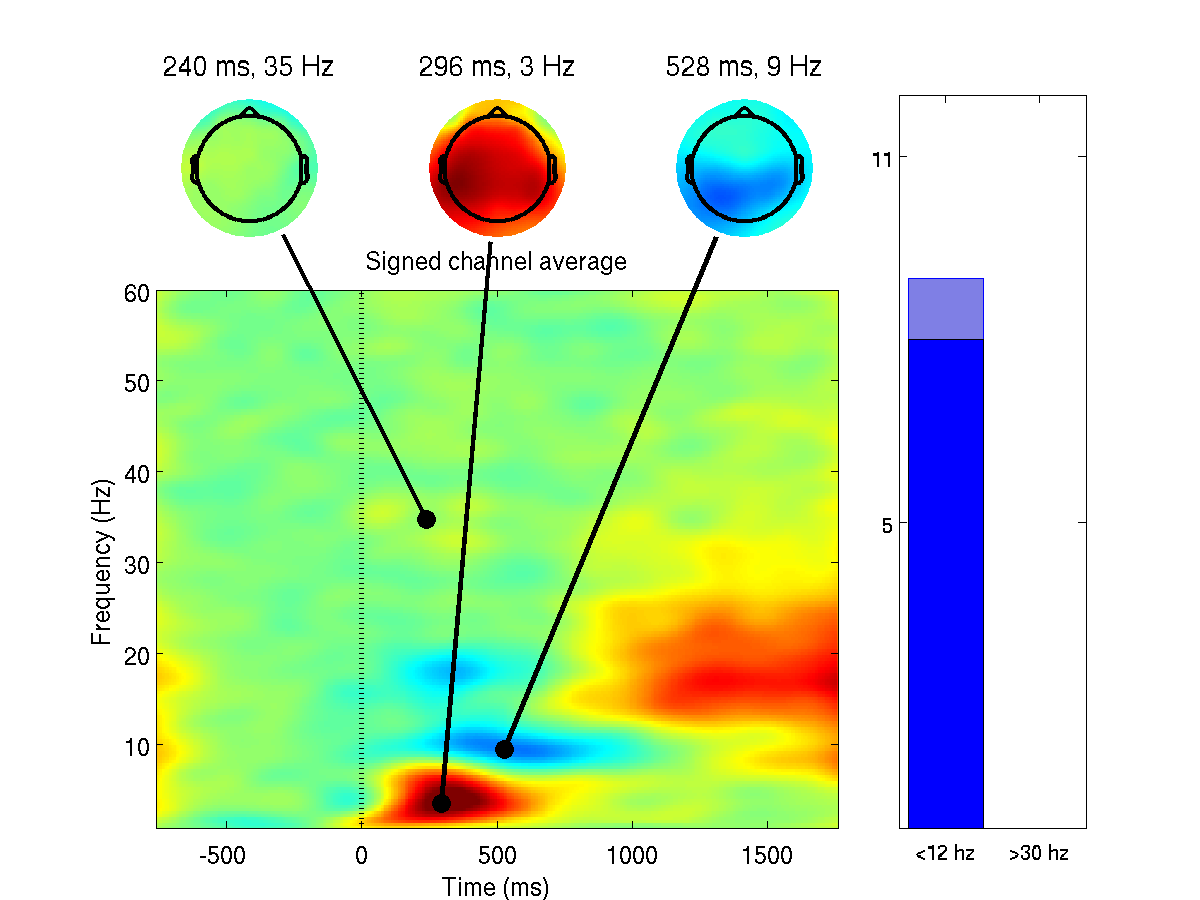 240 ms, 35 Hz
296 ms, 3 Hz
528 ms, 9 Hz
Signed channel average
60
50
40
30
20
10
Frequency (Hz)
-500
0
500
1000
1500
Time (ms)
11
5
<12 hz
>30 hz